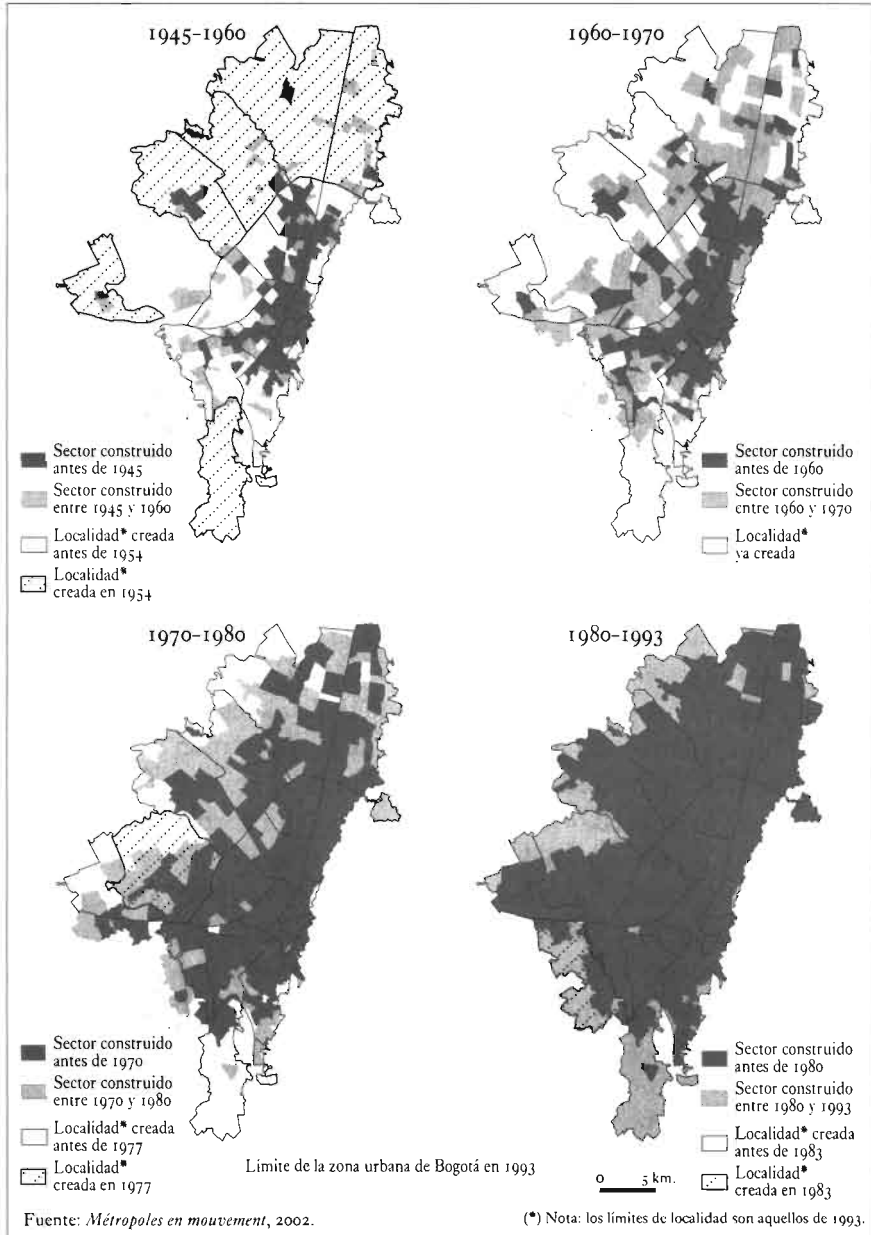 1945-1960
Sector construido
antes de 1945
Sector construido
entre 1945 y 1960
Localidad* creada
antes de 1954
Localidad*
creada en 1954
1960-1970
Sector construido
antes de 1960
Sector construido
entre 1960 y 1970
Localidad*
ya creada
1970-1980
Sector construido
antes de 1970
Sector construido
entre 1970 y 1980
Localidad* creada
antes de 1977
Localidad*
creada en 1977
1980-1993
Sector construido
antes de 1980
Sector construido
entre 1980 y 1993
Localidad* creada
antes de 1983
Localidad*
creada en 1983
Límite de la zona urbana de Bogotá en 1993
0 5 km.
Fuente: Métropoles en mouvement, 2002.
(*) Nota: los límites de localidad son aquellos de 1993.